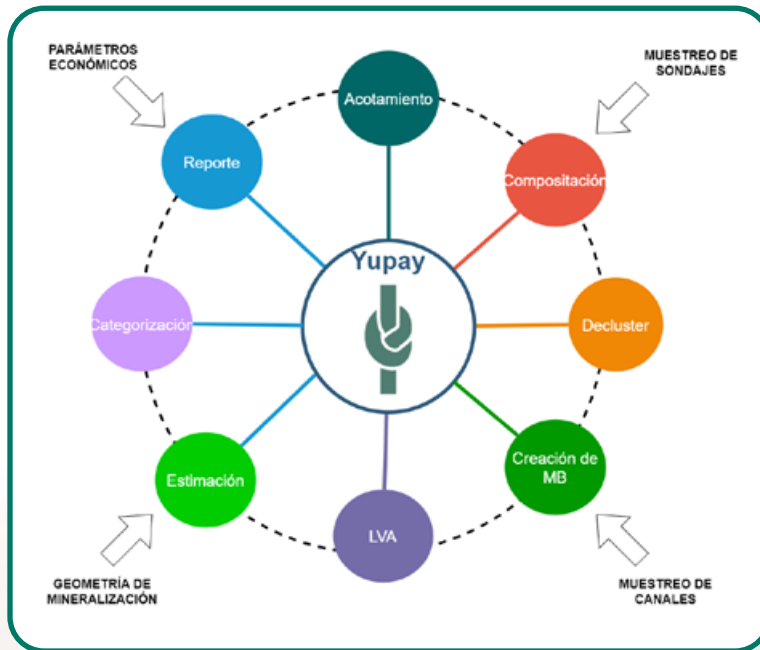 PARÁMETROS
ECONÓMICOS
MUESTREO DE
SONDAJES
Acotamiento
Reporte
Compositación
Yupay
Categorización
Decluster
Estimación
Creación de
MB
LVA
GEOMETRÍA DE
MINERALIZACIÓN
MUESTREO DE
CANALES